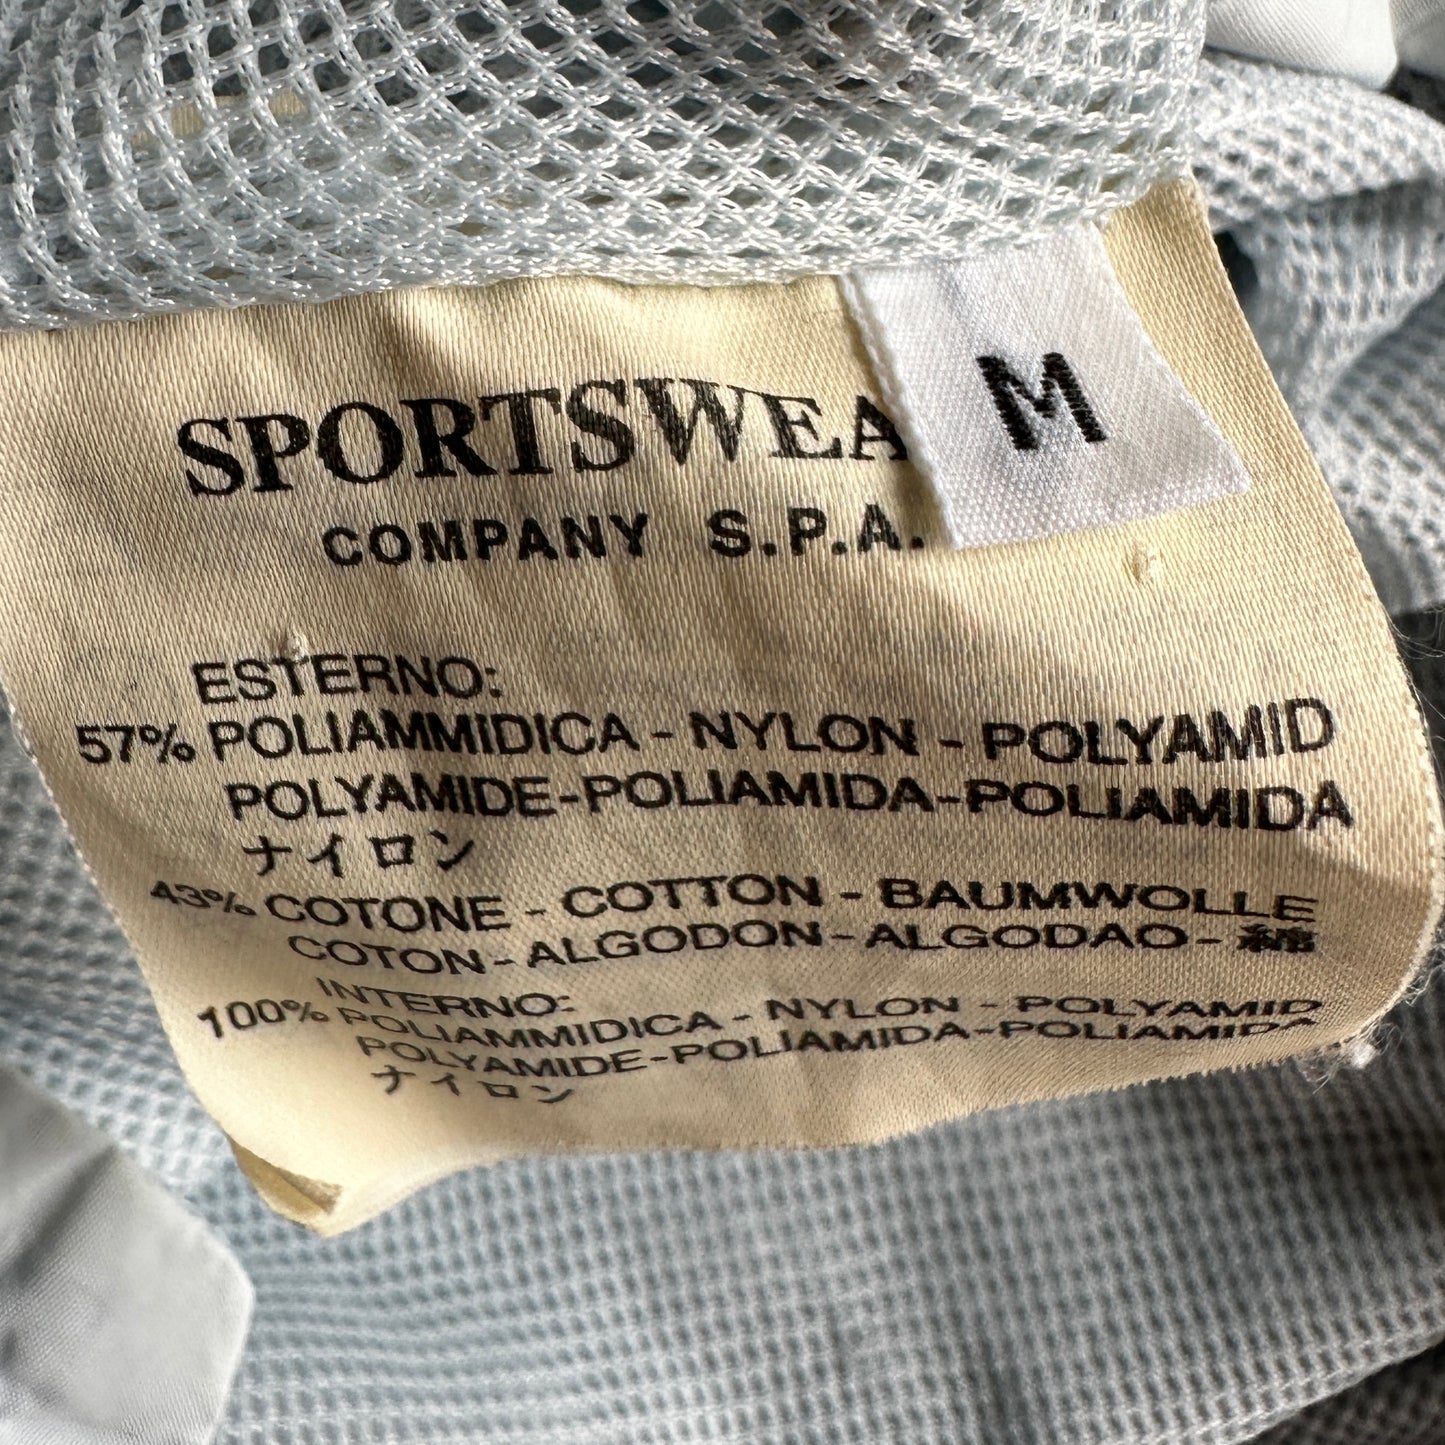 SPORTSWEA
M
COMPANY S.P.A.
ESTERNO:
57% POLIAMMIDICA - NYLON - POLYAMID
POLYAMIDE-POLIAMIDA-POLIAMIDA
ナイロン
43% COTONE - COTTON - BAUMWOLLE
COTON-ALGODON-ALGODAO-綿
INTERNO:
100% POLIAMMIDICA - NYLON - POLYAMID
POLYAMIDE-POLIAMIDA-POLIAMIDA
ナイロン